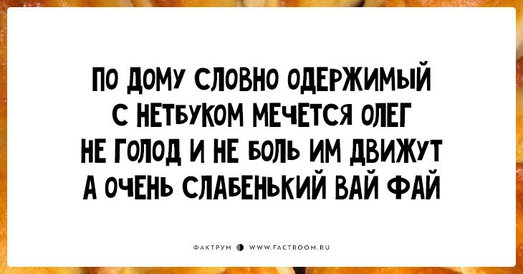 ПО ДОМУ СЛОВНО ОДЕРЖИМЫЙ
С НЕТБУКОМ МЕЧЕТСЯ ОЛЕГ
НЕ ГОЛОД И НЕ БОЛЬ ИМ ДВИЖУТ
А ОЧЕНЬ СЛАБЕНЬКИЙ ВАЙ ФАЙ
ФАКТРУМ WWW.FACTROOM.RU